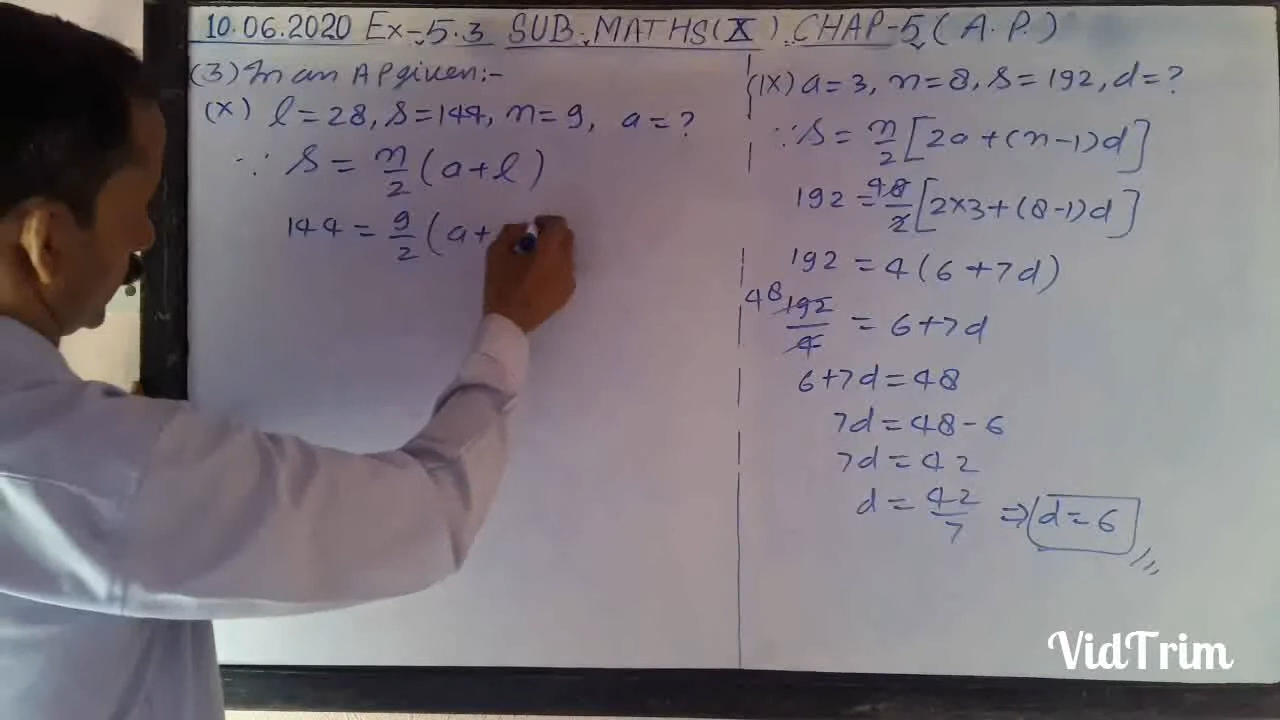 10.06.2020 Ex-5.3 SUB-MATHS(X) CHAP-5 (A.P.)
(3) In an AP given:-
(X) l=28, S=144, n=9, a=?
∵ S = n/2 (a+l)
144 = 9/2 (a+
(IX) a=3, n=8, S=192, d=?
∵ S = n/2 [2a+(n-1)d]
192 = 4 8/2 [2×3+(8-1)d]
192 = 4(6+7d)
48 192/4 = 6+7d
6+7d=48
7d=48-6
7d=42
d = 42/7 ⇒ d=6
VidTrim